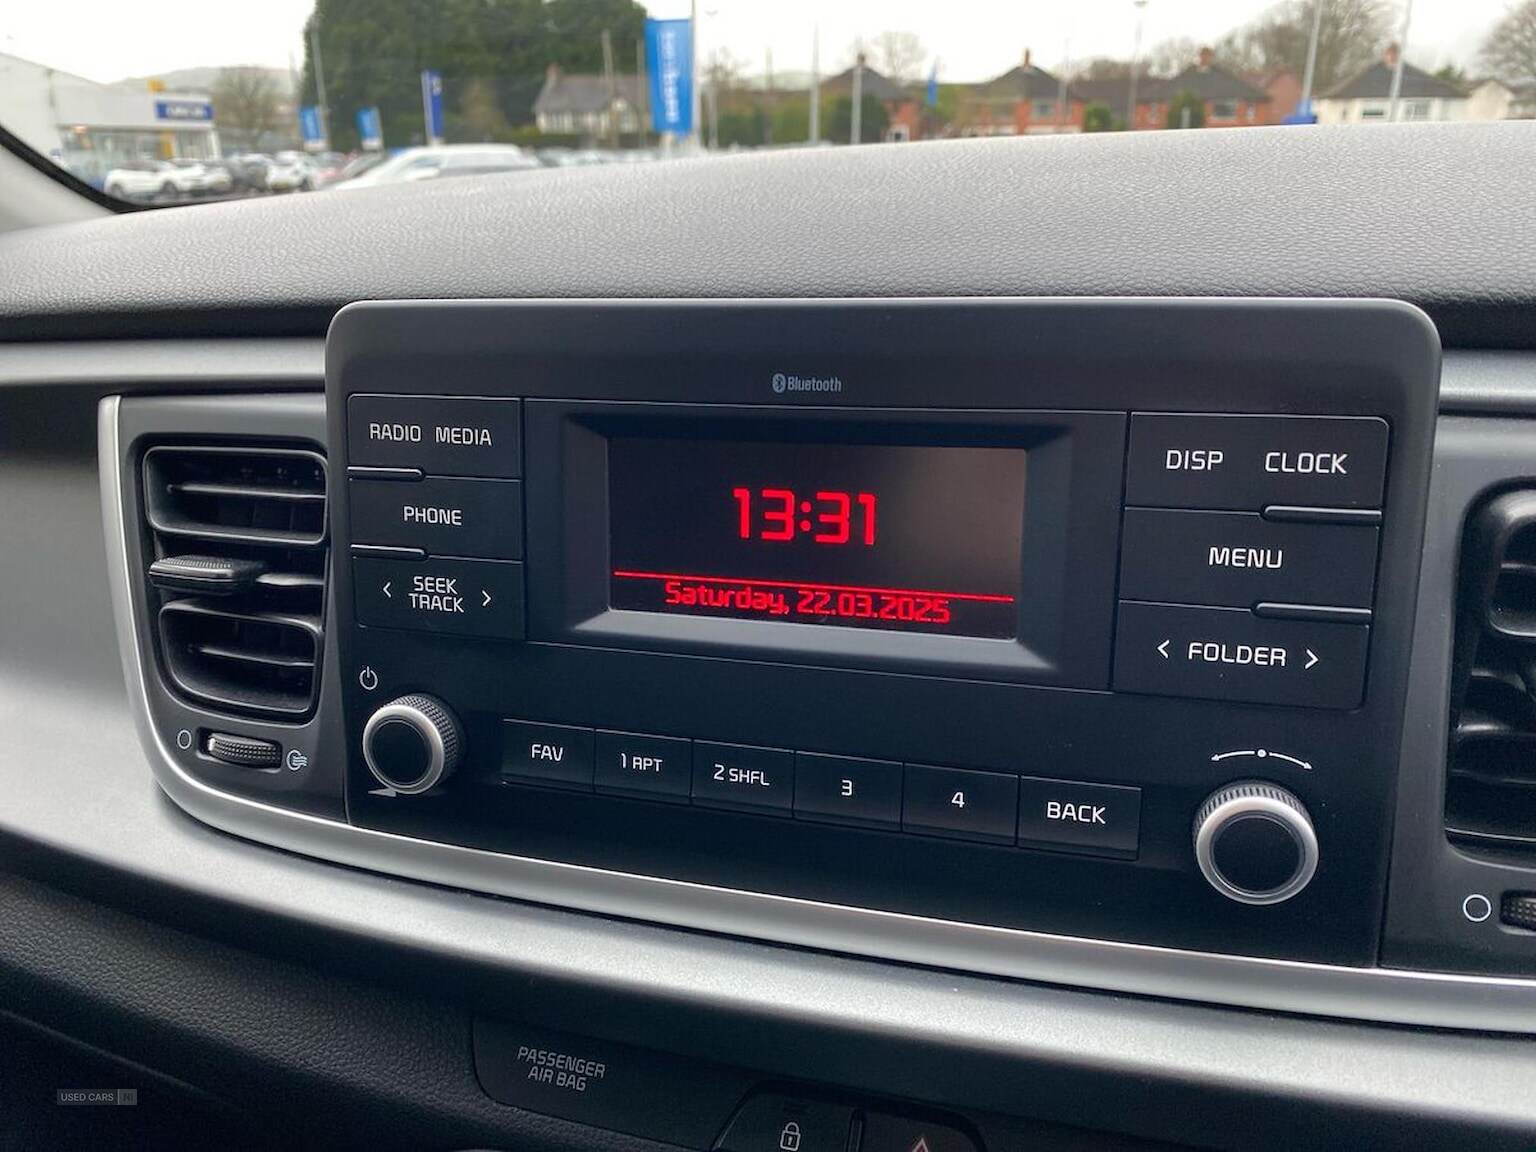 Bluetooth
RADIO MEDIA
PHONE
SEEK
TRACK
13:31
Saturday, 22.03.2025
DISP CLOCK
MENU
FOLDER
FAV
1 RPT
2 SHFL
3
4
BACK
PASSENGER
AIR BAG
USED CARS NI